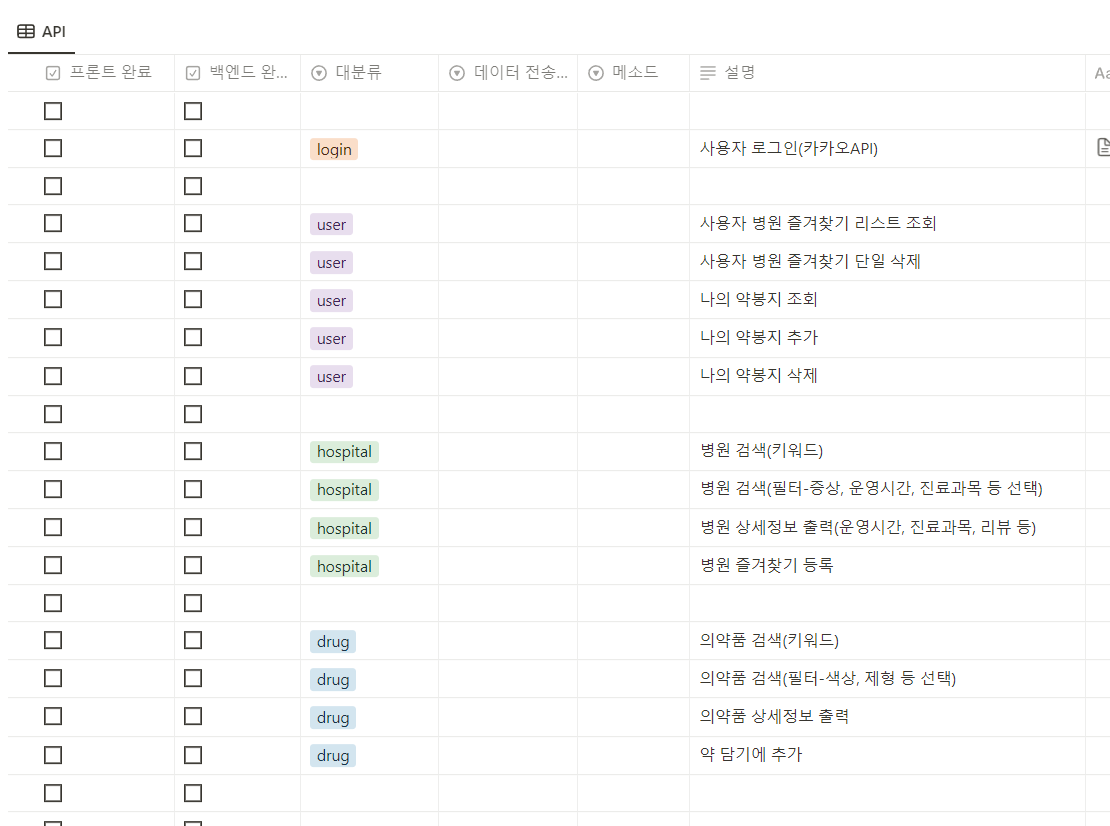 API
프론트 완료 백엔드 완... 대분류 데이터 전송... 메소드 설명 Aa
login 사용자 로그인(카카오API)
user 사용자 병원 즐겨찾기 리스트 조회
user 사용자 병원 즐겨찾기 단일 삭제
user 나의 약봉지 조회
user 나의 약봉지 추가
user 나의 약봉지 삭제
hospital 병원 검색(키워드)
hospital 병원 검색(필터-증상, 운영시간, 진료과목 등 선택)
hospital 병원 상세정보 출력(운영시간, 진료과목, 리뷰 등)
hospital 병원 즐겨찾기 등록
drug 의약품 검색(키워드)
drug 의약품 검색(필터-색상, 제형 등 선택)
drug 의약품 상세정보 출력
drug 약 담기에 추가